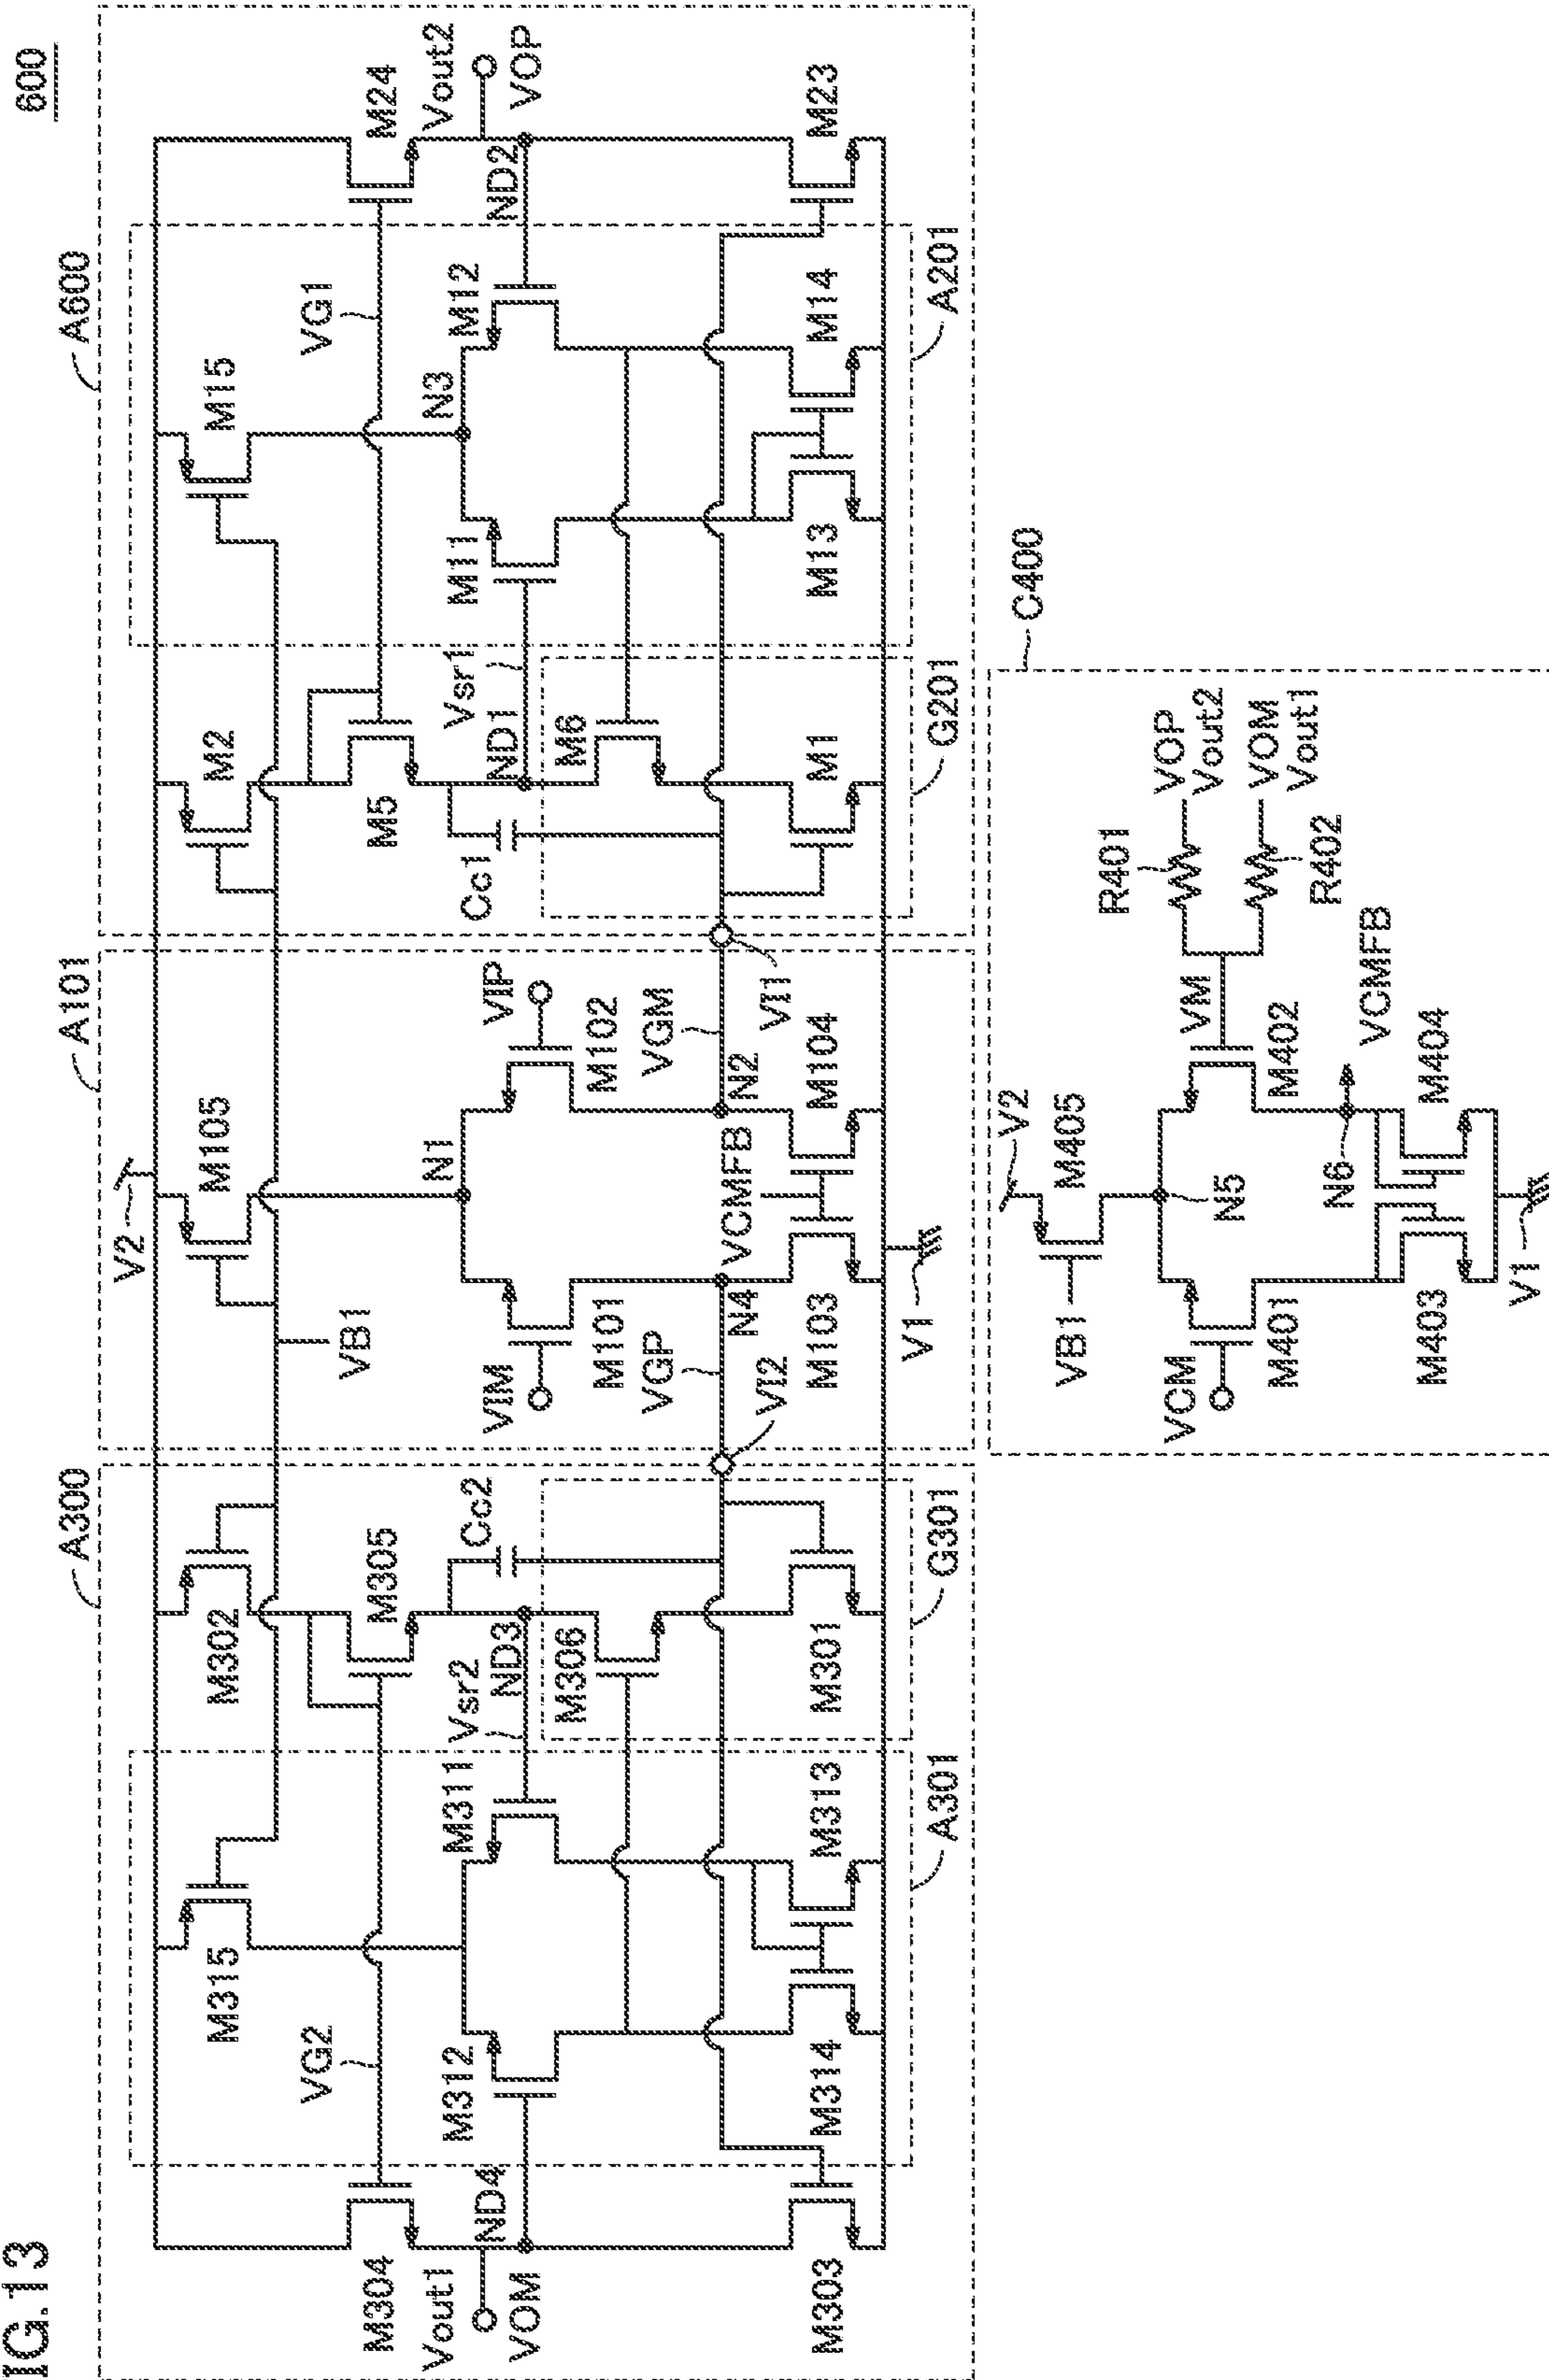 IG.13
600
A300
A101
A600
V2
M315
M302
M105
M2
M15
VB1
VG2
VG1
M304
M305
M5
M24
Vout1
VOM
ND4
M312
M311
Vsr2
ND3
Cc2
N1
Cc1
Vsr1
ND1
M11
N3
M12
ND2
Vout2
VOP
M306
VIM
M101
VIP
M102
M6
VGP
VI2
N4
VCMFB
N2
VGM
VI1
M303
M314
M313
M301
M103
M104
M1
M13
M14
M23
A301
G301
V1
G201
A201
C400
V2
VB1
M405
N5
VCM
M401
VM
M402
R401
VOP
Vout2
VOM
Vout1
R402
N6
VCMFB
M403
M404
V1